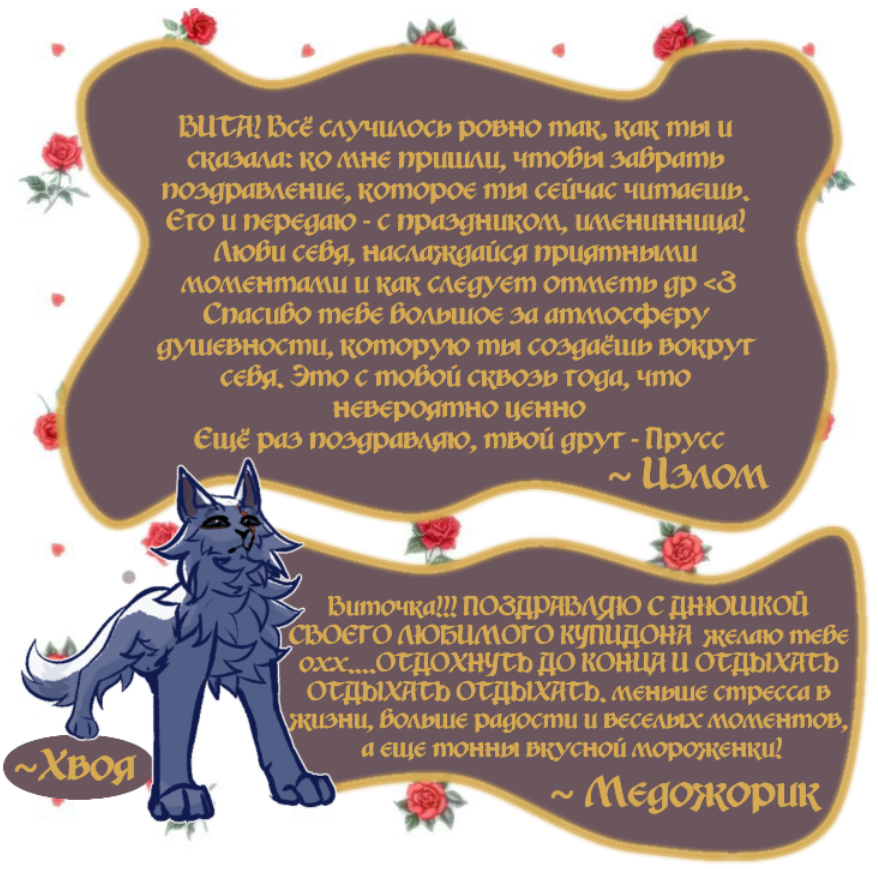 ВИТА! Всё случилось ровно так, как ты и
сказала: ко мне пришли, чтобы забрать
поздравление, которое ты сейчас читаешь.
Его и передаю - с праздником, именинница!
Люби себя, наслаждайся приятными
моментами и как следует отметь др <3
Спасибо тебе большое за атмосферу
душевности, которую ты создаёшь вокруг
себя. Это с тобой сквозь года, что
невероятно ценно
Ещё раз поздравляю, твой друг - Прусс
~ Излом
Виточка!!! ПОЗДРАВЛЯЮ С ДНЮШКОЙ
СВОЕГО ЛЮБИМОГО КУПИДОНА желаю тебе
охх....ОТДОХНУТЬ ДО КОНЦА И ОТДЫХАТЬ
ОТДЫХАТЬ ОТДЫХАТЬ. меньше стресса в
жизни, больше радости и веселых моментов,
а еще тонны вкусной мороженки!
~ Медожорик
~Хвоя